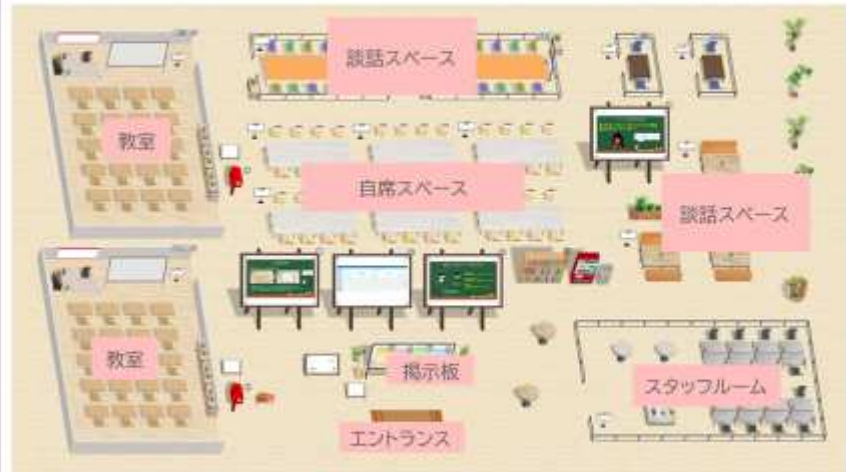 談話スペース
教室
自席スペース
談話スペース
教室
掲示板
スタッフルーム
エントランス